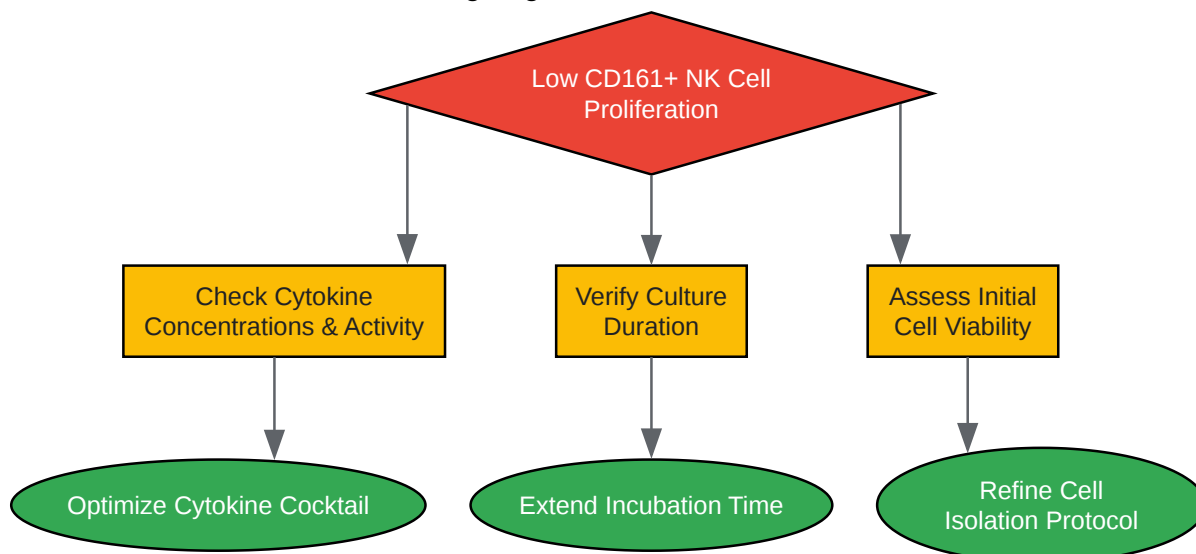 Low CD161+ NK Cell
Proliferation
Check Cytokine
Concentrations & Activity
Verify Culture
Duration
Assess Initial
Cell Viability
Optimize Cytokine Cocktail
Extend Incubation Time
Refine Cell
Isolation Protocol